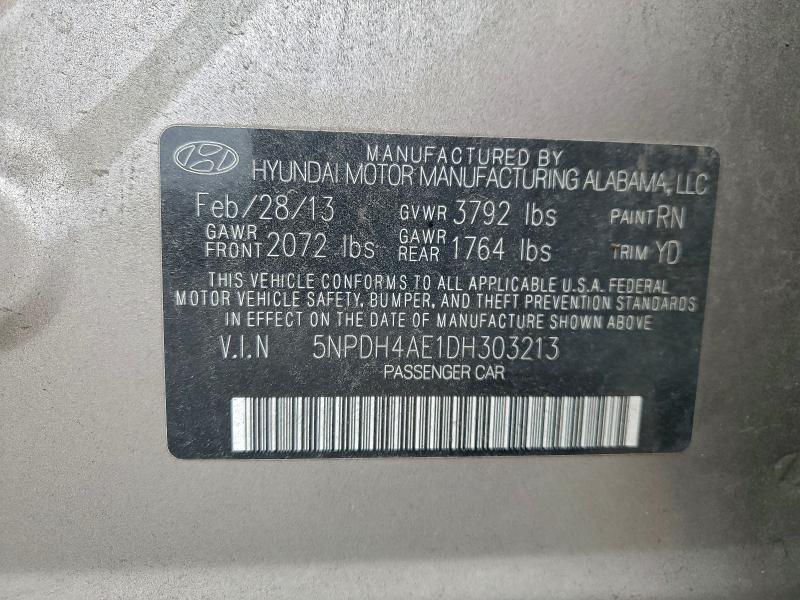 MANUFACTURED BY
HYUNDAI MOTOR MANUFACTURING ALABAMA, LLC
Feb/28/13 GVWR 3792 lbs PAINT RN
GAWR FRONT 2072 lbs GAWR REAR 1764 lbs TRIM YD
THIS VEHICLE CONFORMS TO ALL APPLICABLE U.S.A. FEDERAL
MOTOR VEHICLE SAFETY, BUMPER, AND THEFT PREVENTION STANDARDS
IN EFFECT ON THE DATE OF MANUFACTURE SHOWN ABOVE
V.I.N 5NPDH4AE1DH303213
PASSENGER CAR